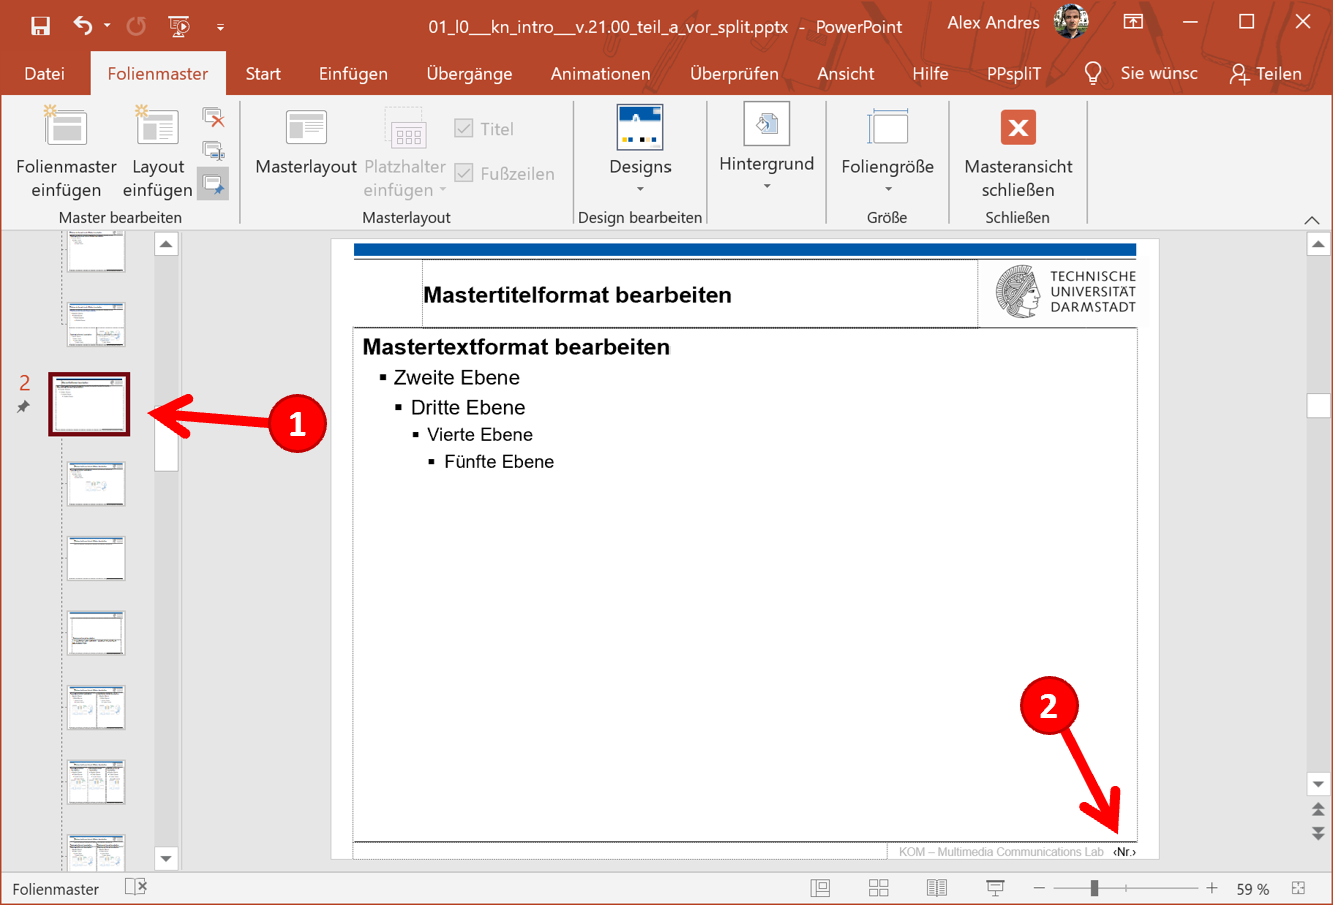 01_l0___kn_intro___v.21.00_teil_a_vor_split.pptx - PowerPoint
Alex Andres
Datei Folienmaster Start Einfügen Übergänge Animationen Überprüfen Ansicht Hilfe PPspliT Sie wünsc Teilen
Folienmaster einfügen
Layout einfügen
Master bearbeiten
Masterlayout
Platzhalter einfügen
Titel
Fußzeilen
Masterlayout
Designs
Design bearbeiten
Hintergrund
Foliengröße
Größe
Masteransicht schließen
Schließen
2
1
Mastertitelformat bearbeiten
TECHNISCHE
UNIVERSITÄT
DARMSTADT
Mastertextformat bearbeiten
▪ Zweite Ebene
▪ Dritte Ebene
▪ Vierte Ebene
▪ Fünfte Ebene
2
KOM – Multimedia Communications Lab ‹Nr.›
Folienmaster
59 %